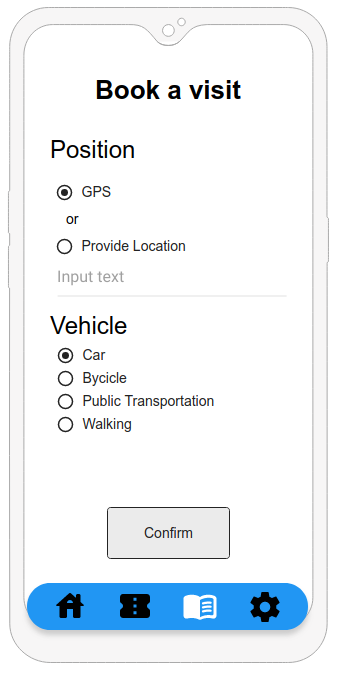 Book a visit
Position
GPS
or
Provide Location
Input text
Vehicle
Car
Bycicle
Public Transportation
Walking
Confirm